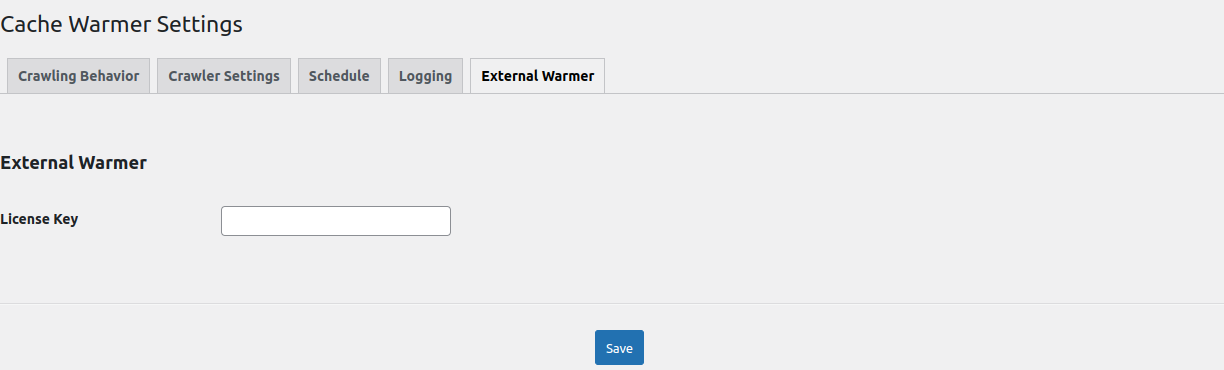 Cache Warmer Settings
Crawling Behavior Crawler Settings Schedule Logging External Warmer
External Warmer
License Key
Save